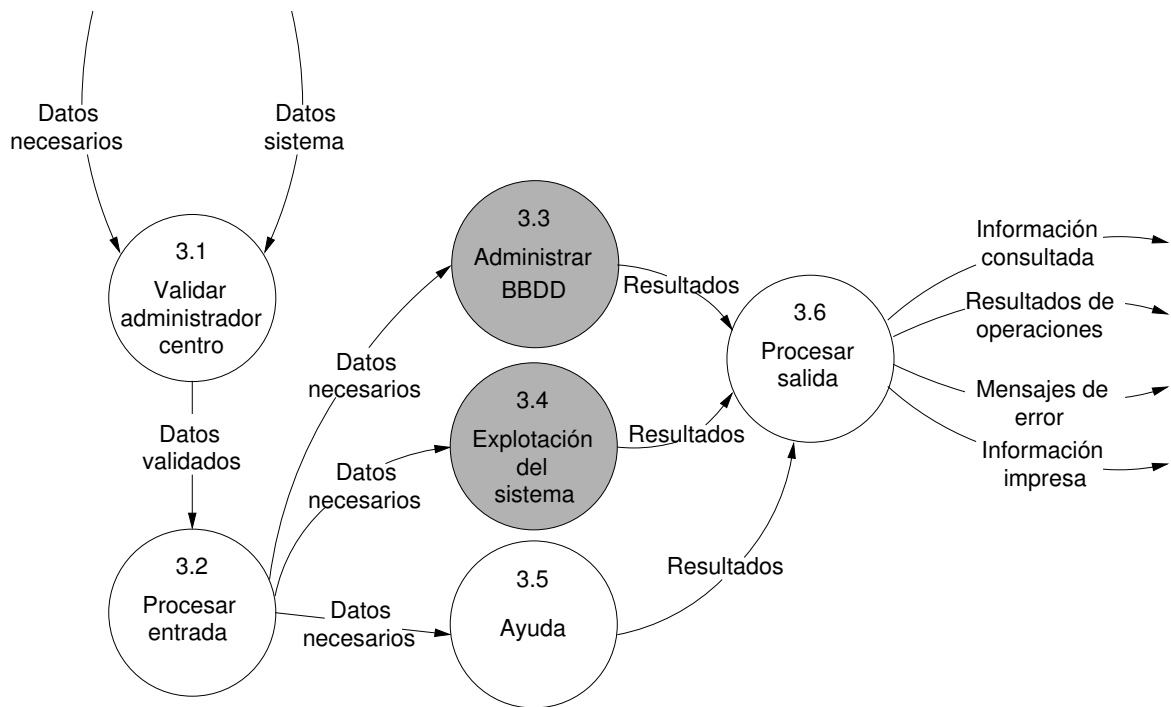 Datos
necesarios
Datos
sistema
3.1
Validar
administrador
centro
Datos
validados
3.2
Procesar
entrada
Datos
necesarios
Datos
necesarios
Datos
necesarios
3.3
Administrar
BBDD
3.4
Explotación
del
sistema
3.5
Ayuda
Resultados
Resultados
Resultados
3.6
Procesar
salida
Información
consultada
Resultados de
operaciones
Mensajes de
error
Información
impresa